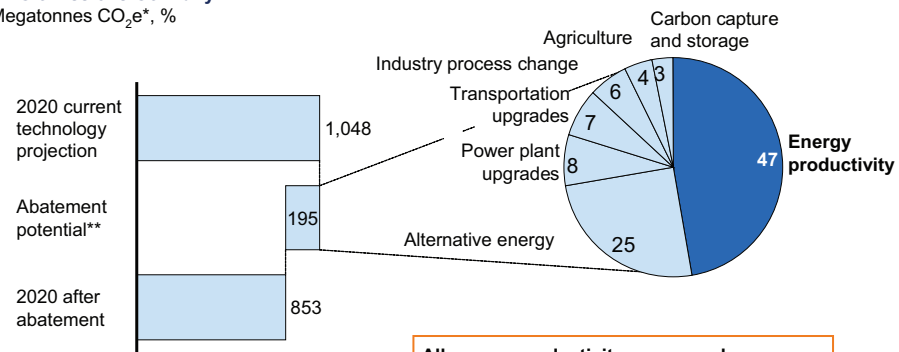 Megatonnes CO2e*, %
2020 current
technology
projection
1,048
Abatement
potential**
195
2020 after
abatement
853
Carbon capture
and storage
3
Agriculture
4
Industry process change
6
Transportation
upgrades
7
Power plant
upgrades
8
Alternative energy
25
47
Energy
productivity